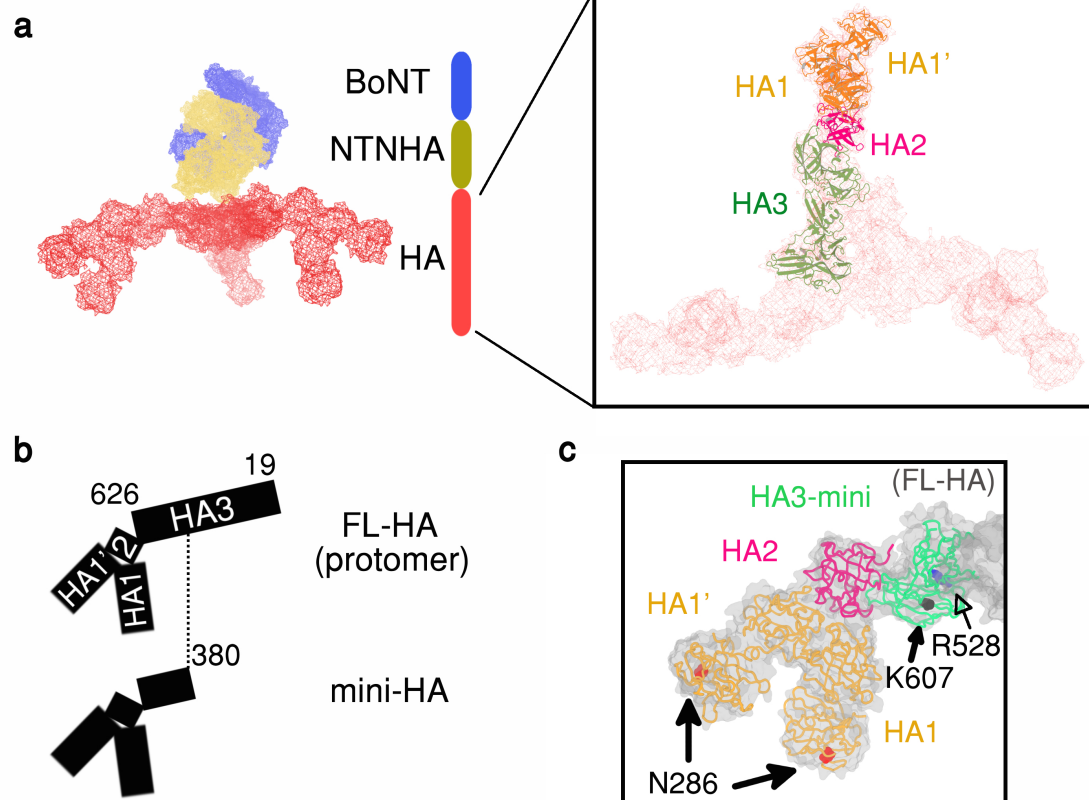 a
BoNT
NTNHA
HA
HA1
HA1’
HA2
HA3
b
19
626
HA3
2
HA1’
HA1
FL-HA
(protomer)
380
mini-HA
c
(FL-HA)
HA3-mini
HA2
HA1’
R528
K607
HA1
N286